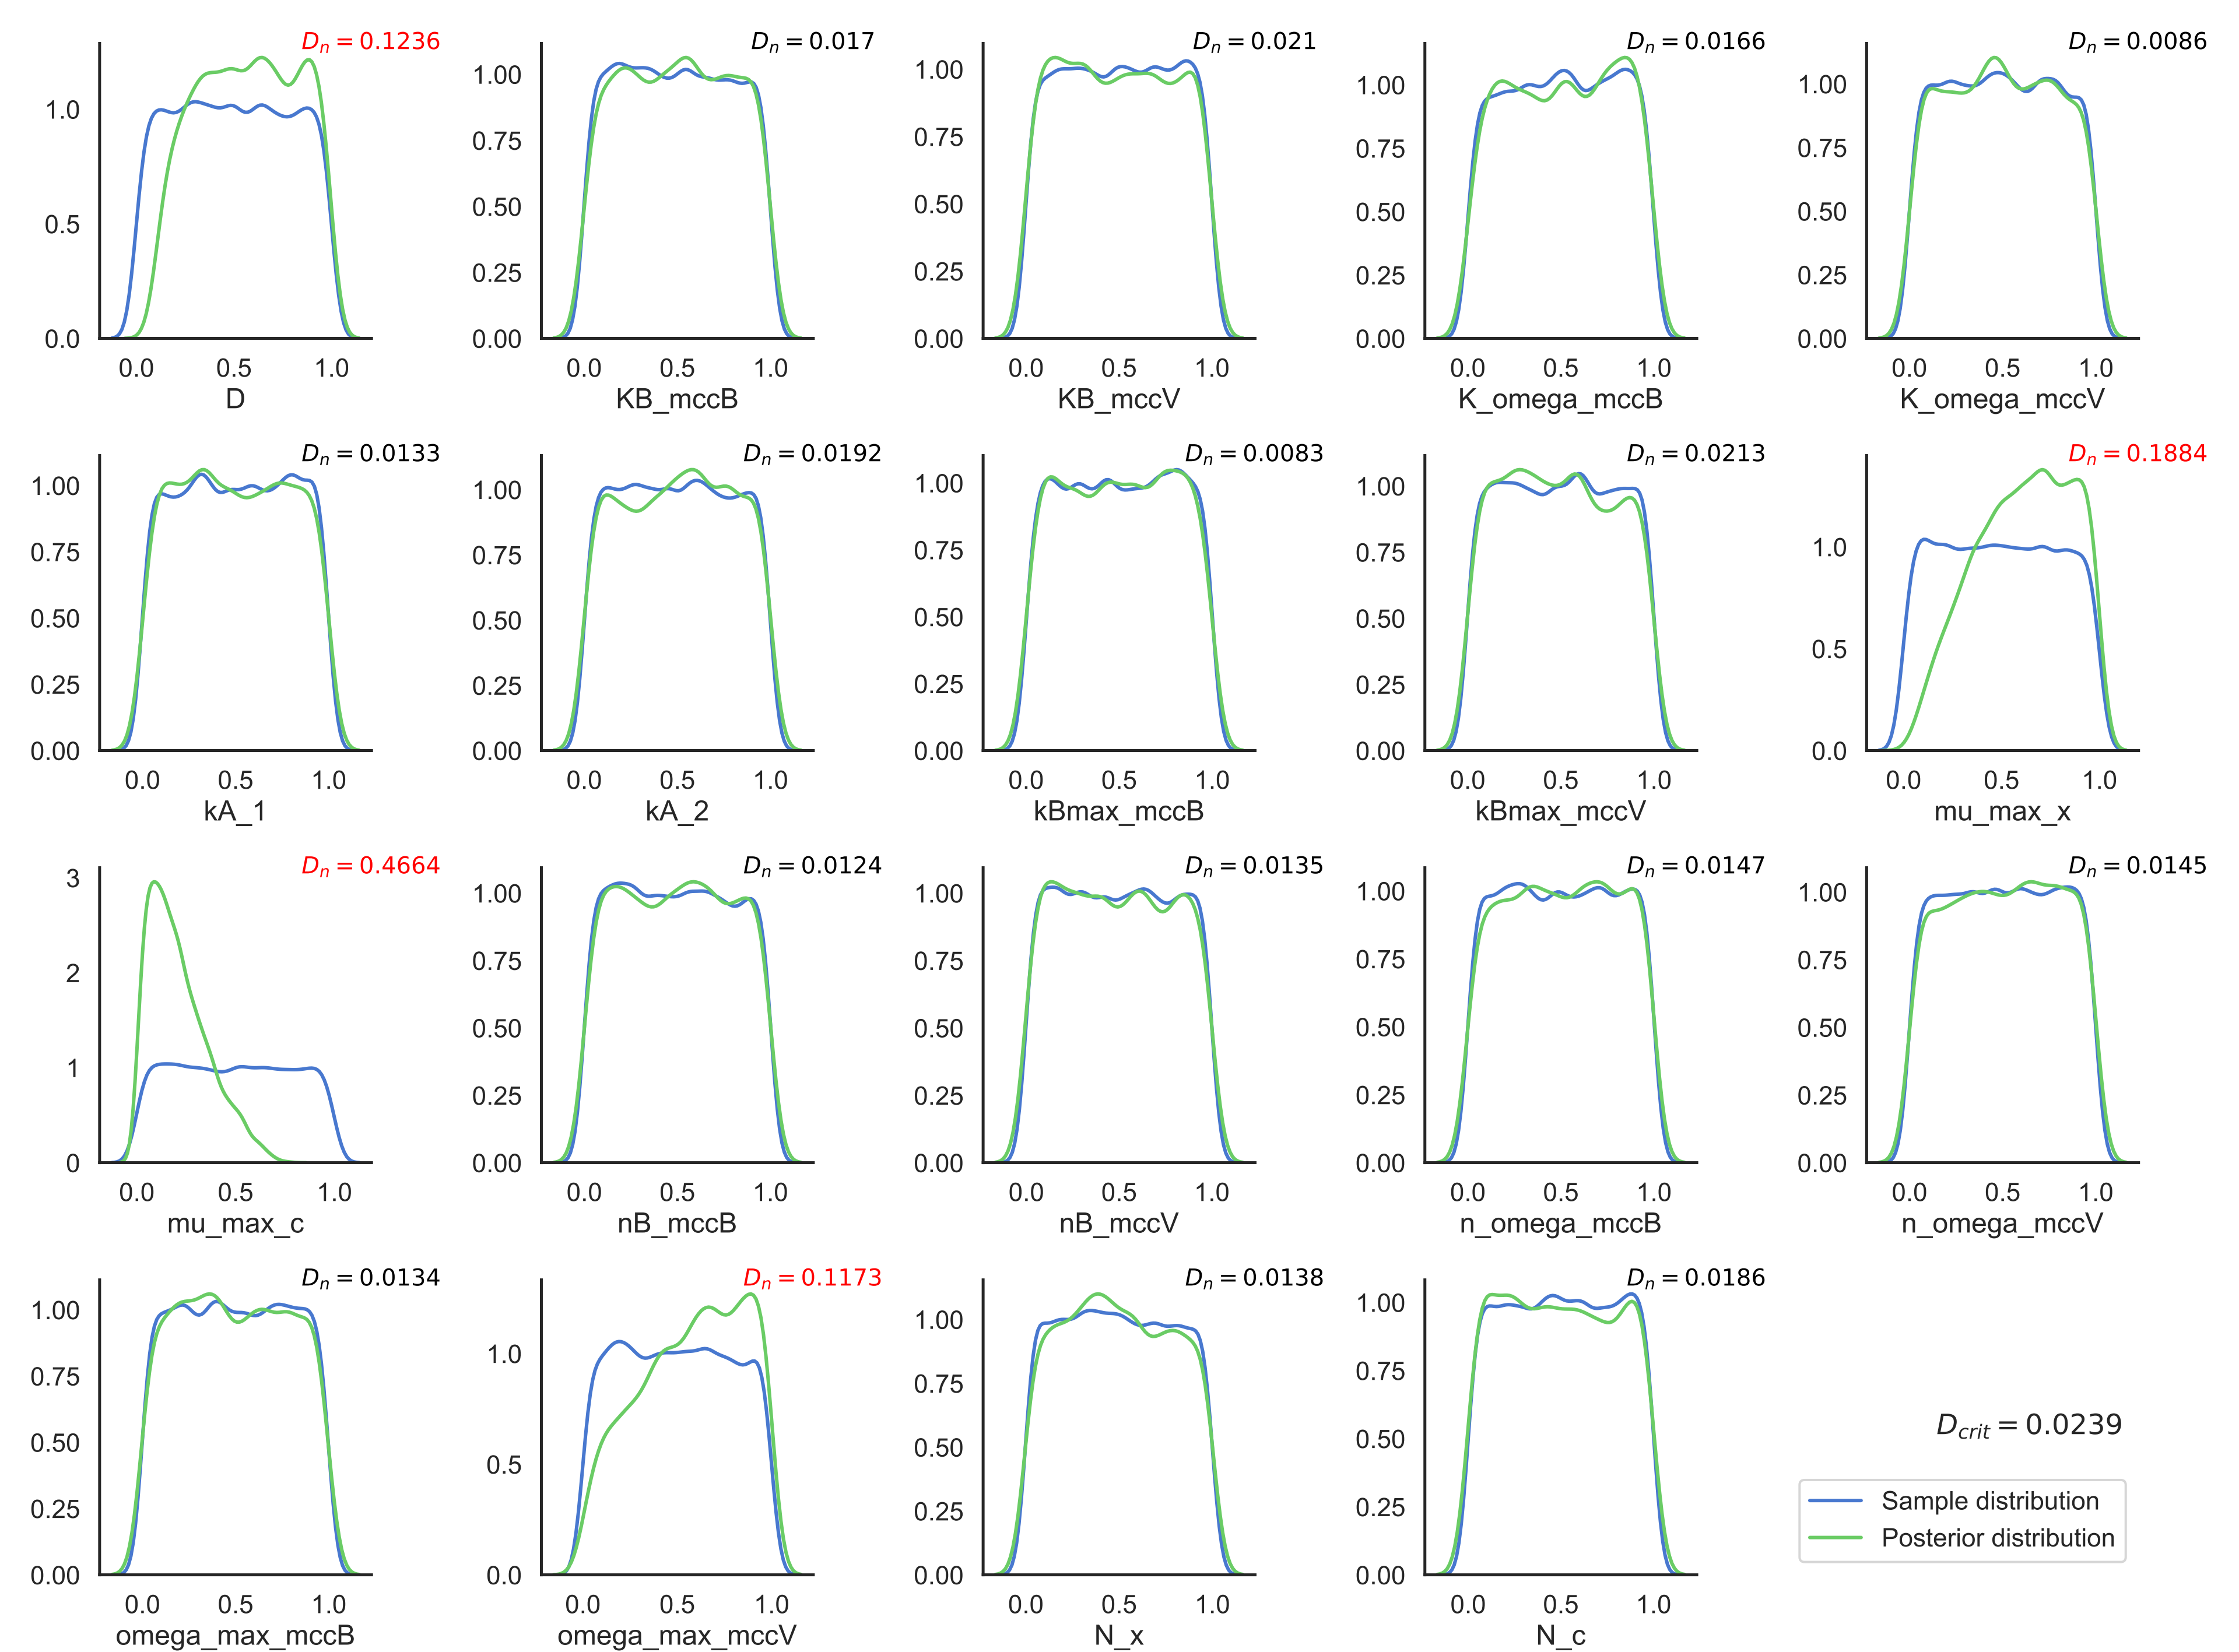 D_n = 0.1236
1.0
0.5
0.0
0.0 0.5 1.0
D
D_n = 0.017
1.00
0.75
0.50
0.25
0.00
0.0 0.5 1.0
KB_mccB
D_n = 0.021
1.00
0.75
0.50
0.25
0.00
0.0 0.5 1.0
KB_mccV
D_n = 0.0166
1.00
0.75
0.50
0.25
0.00
0.0 0.5 1.0
K_omega_mccB
D_n = 0.0086
1.00
0.75
0.50
0.25
0.00
0.0 0.5 1.0
K_omega_mccV
D_n = 0.0133
1.00
0.75
0.50
0.25
0.00
0.0 0.5 1.0
kA_1
D_n = 0.0192
1.00
0.75
0.50
0.25
0.00
0.0 0.5 1.0
kA_2
D_n = 0.0083
1.00
0.75
0.50
0.25
0.00
0.0 0.5 1.0
kBmax_mccB
D_n = 0.0213
1.00
0.75
0.50
0.25
0.00
0.0 0.5 1.0
kBmax_mccV
D_n = 0.1884
1.0
0.5
0.0
0.0 0.5 1.0
mu_max_x
D_n = 0.4664
3
2
1
0
0.0 0.5 1.0
mu_max_c
D_n = 0.0124
1.00
0.75
0.50
0.25
0.00
0.0 0.5 1.0
nB_mccB
D_n = 0.0135
1.00
0.75
0.50
0.25
0.00
0.0 0.5 1.0
nB_mccV
D_n = 0.0147
1.00
0.75
0.50
0.25
0.00
0.0 0.5 1.0
n_omega_mccB
D_n = 0.0145
1.00
0.75
0.50
0.25
0.00
0.0 0.5 1.0
n_omega_mccV
D_n = 0.0134
1.00
0.75
0.50
0.25
0.00
0.0 0.5 1.0
omega_max_mccB
D_n = 0.1173
1.0
0.5
0.0
0.0 0.5 1.0
omega_max_mccV
D_n = 0.0138
1.00
0.75
0.50
0.25
0.00
0.0 0.5 1.0
N_x
D_n = 0.0186
1.00
0.75
0.50
0.25
0.00
0.0 0.5 1.0
N_c
D_crit = 0.0239
Sample distribution
Posterior distribution